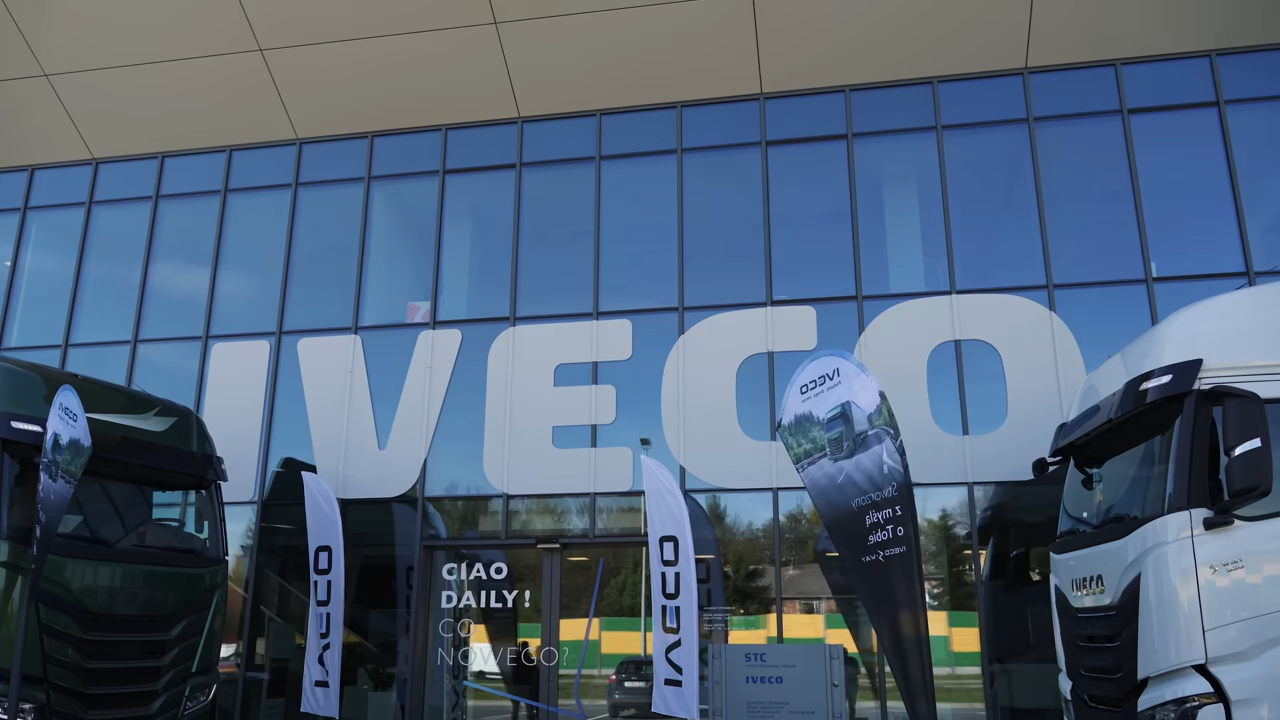 IVECO
IVECO
IVECO
Stworzony
z myślą
o Tobie.
IVECO WAY
IVECO
IVECO
CIAO
DAILY!
CO
NOWEGO?
STC
IVECO
IVECO